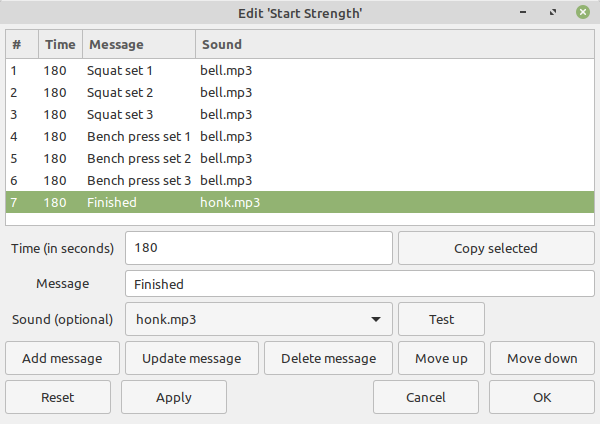 Edit 'Start Strength'
# Time Message Sound
1 180 Squat set 1 bell.mp3
2 180 Squat set 2 bell.mp3
3 180 Squat set 3 bell.mp3
4 180 Bench press set 1 bell.mp3
5 180 Bench press set 2 bell.mp3
6 180 Bench press set 3 bell.mp3
7 180 Finished honk.mp3
Time (in seconds) 180 Copy selected
Message Finished
Sound (optional) honk.mp3 Test
Add message Update message Delete message Move up Move down
Reset Apply Cancel OK